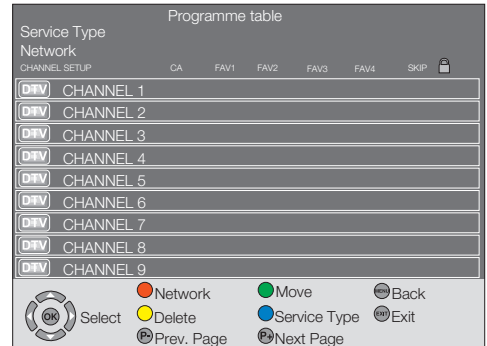 Programme table
Service Type
Network
CHANNEL SETUP CA FAV1 FAV2 FAV3 FAV4 SKIP
DTV CHANNEL 1
DTV CHANNEL 2
DTV CHANNEL 3
DTV CHANNEL 4
DTV CHANNEL 5
DTV CHANNEL 6
DTV CHANNEL 7
DTV CHANNEL 8
DTV CHANNEL 9
Network Move MENU Back
OK Select Delete Service Type EXIT Exit
P- Prev. Page P+ Next Page